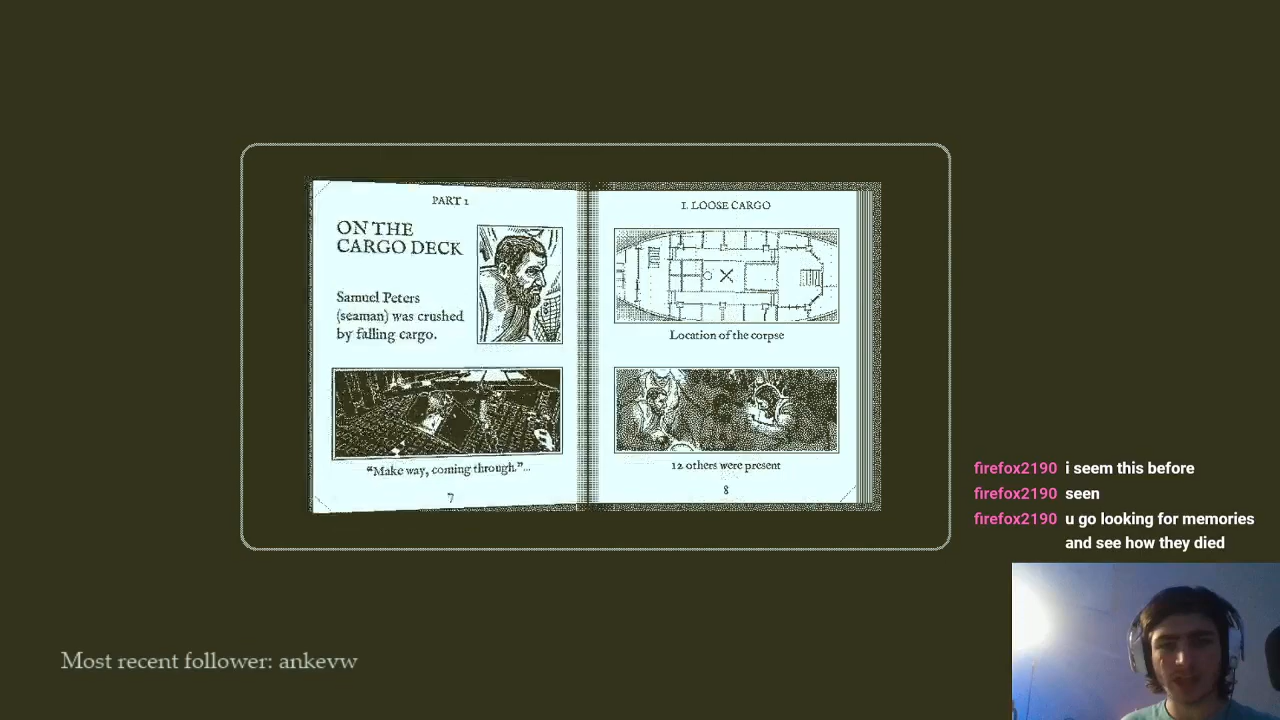 PART 1
ON THE
CARGO DECK
Samuel Peters
(seaman) was crushed
by falling cargo.
"Make way, coming through."...
7
I. LOOSE CARGO
Location of the corpse
12 others were present
8
firefox2190 i seem this before
firefox2190 seen
firefox2190 u go looking for memories
and see how they died
Most recent follower: ankevw